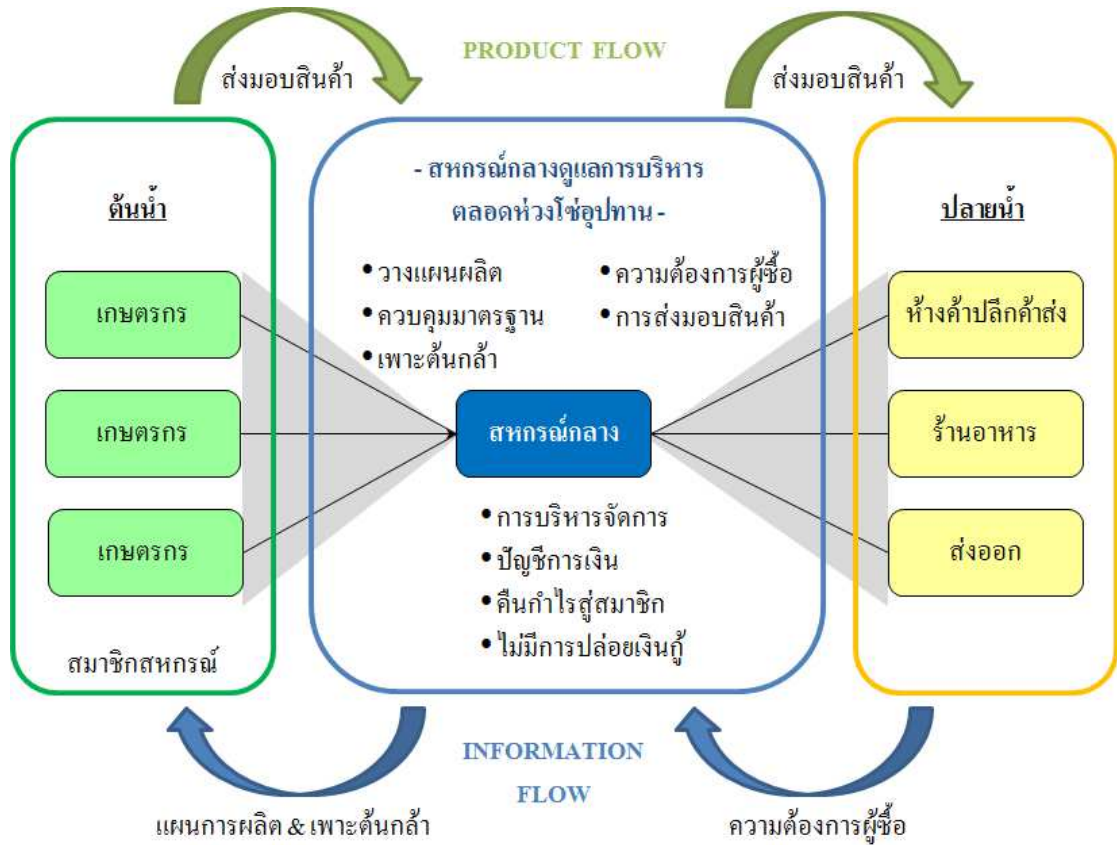 PRODUCT FLOW
ส่งมอบสินค้า
ส่งมอบสินค้า
ต้นน้ำ
เกษตรกร
เกษตรกร
เกษตรกร
สมาชิกสหกรณ์
- สหกรณ์กลางดูแลการบริหาร
ตลอดห่วงโซ่อุปทาน -
• วางแผนผลิต
• ควบคุมมาตรฐาน
• เพาะต้นกล้า
• ความต้องการผู้ซื้อ
• การส่งมอบสินค้า
สหกรณ์กลาง
• การบริหารจัดการ
• ปัญชีการเงิน
• คืนกำไรสู่สมาชิก
• ไม่มีการปล่อยเงินกู้
ปลายน้ำ
ห้างค้าปลีกค้าส่ง
ร้านอาหาร
ส่งออก
INFORMATION
FLOW
แผนการผลิต & เพาะต้นกล้า
ความต้องการผู้ซื้อ